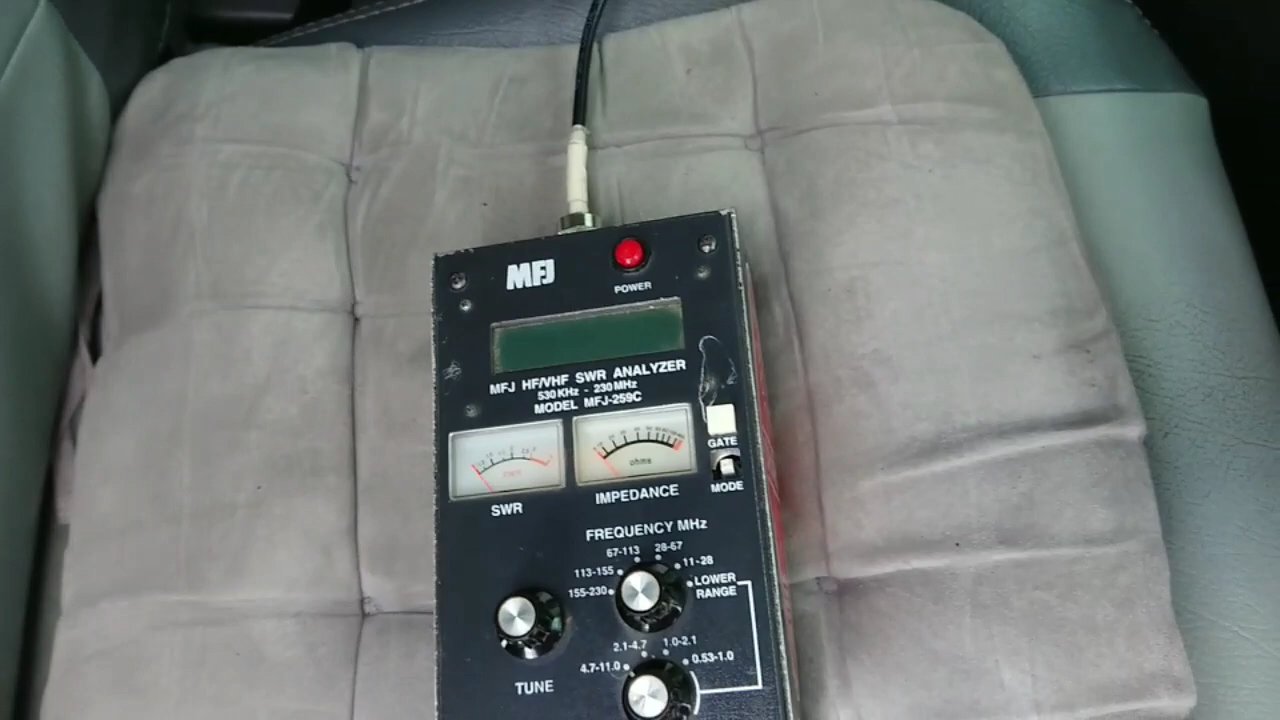 MFJ
POWER
MFJ HF/VHF SWR ANALYZER
530 KHz - 230 MHz
MODEL MFJ-259C
GATE
MODE
ohms
SWR
IMPEDANCE
FREQUENCY MHz
67-113
28-67
113-155
11-28
155-230
LOWER
RANGE
2.1-4.7
1.0-2.1
4.7-11.0
0.53-1.0
TUNE